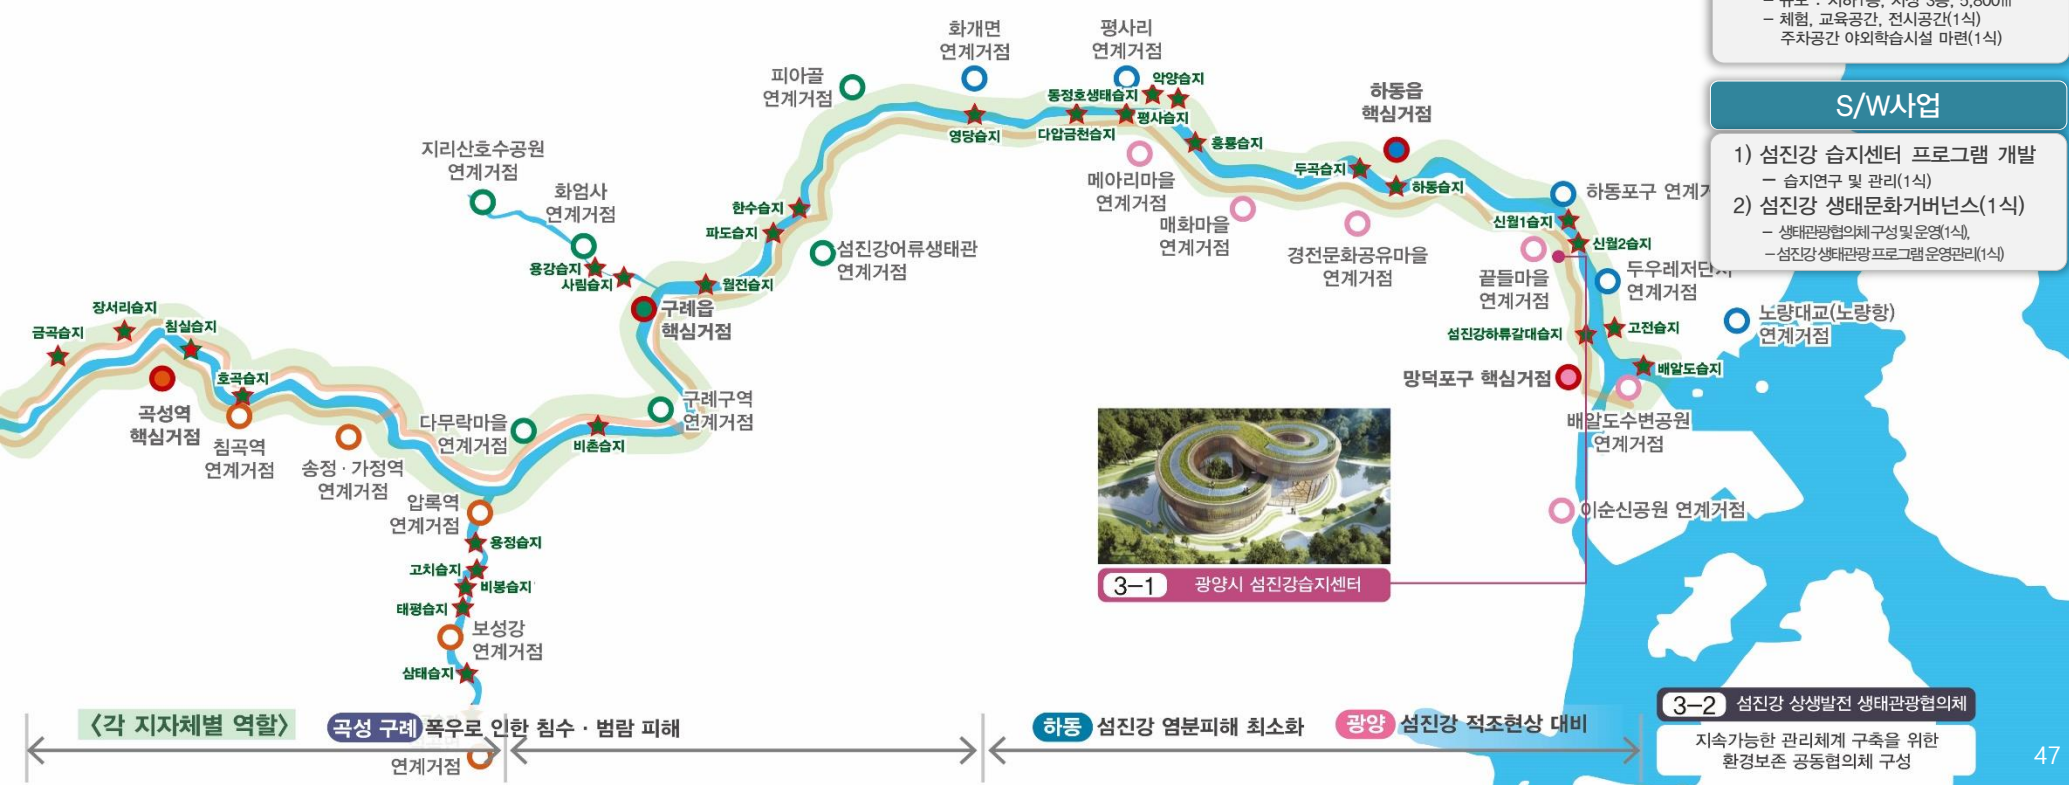 - 규모 : 지하1층, 지상 3층, 5,800㎡
- 체험, 교육공간, 전시공간(1식)
주차공간 야외학습시설 마련(1식)
S/W사업
1) 섬진강 습지센터 프로그램 개발
- 습지연구 및 관리(1식)
2) 섬진강 생태문화거버넌스(1식)
- 생태관광협의체 구성 및 운영(1식),
- 섬진강 생태관광 프로그램 운영관리(1식)
화개면
연계거점
평사리
연계거점
피아골
연계거점
동정호생태습지
악양습지
영당습지
다압금천습지
평사습지
하동읍
핵심거점
지리산호수공원
연계거점
화엄사
연계거점
홍룡습지
두곡습지
하동습지
메아리마을
연계거점
매화마을
연계거점
경전문화공유마을
연계거점
하동포구 연계거
신월1습지
신월2습지
한수습지
파도습지
섬진강어류생태관
연계거점
용강습지
사림습지
월전습지
구례읍
핵심거점
끝들마을
연계거점
두우레저단지
연계거점
노량대교(노량항)
연계거점
장서리습지
금곡습지
침실습지
호곡습지
섬진강하류갈대습지
고전습지
배알도습지
망덕포구 핵심거점
곡성역
핵심거점
침곡역
연계거점
송정·가정역
연계거점
다무락마을
연계거점
비촌습지
구례구역
연계거점
배알도수변공원
연계거점
압록역
연계거점
이순신공원 연계거점
용정습지
고치습지
비봉습지
태평습지
보성강
연계거점
삼태습지
연계거점
3-1 광양시 섬진강습지센터
〈각 지자체별 역할〉
곡성 구례 폭우로 인한 침수·범람 피해
하동 섬진강 염분피해 최소화
광양 섬진강 적조현상 대비
3-2 섬진강 상생발전 생태관광협의체
지속가능한 관리체계 구축을 위한
환경보존 공동협의체 구성
47